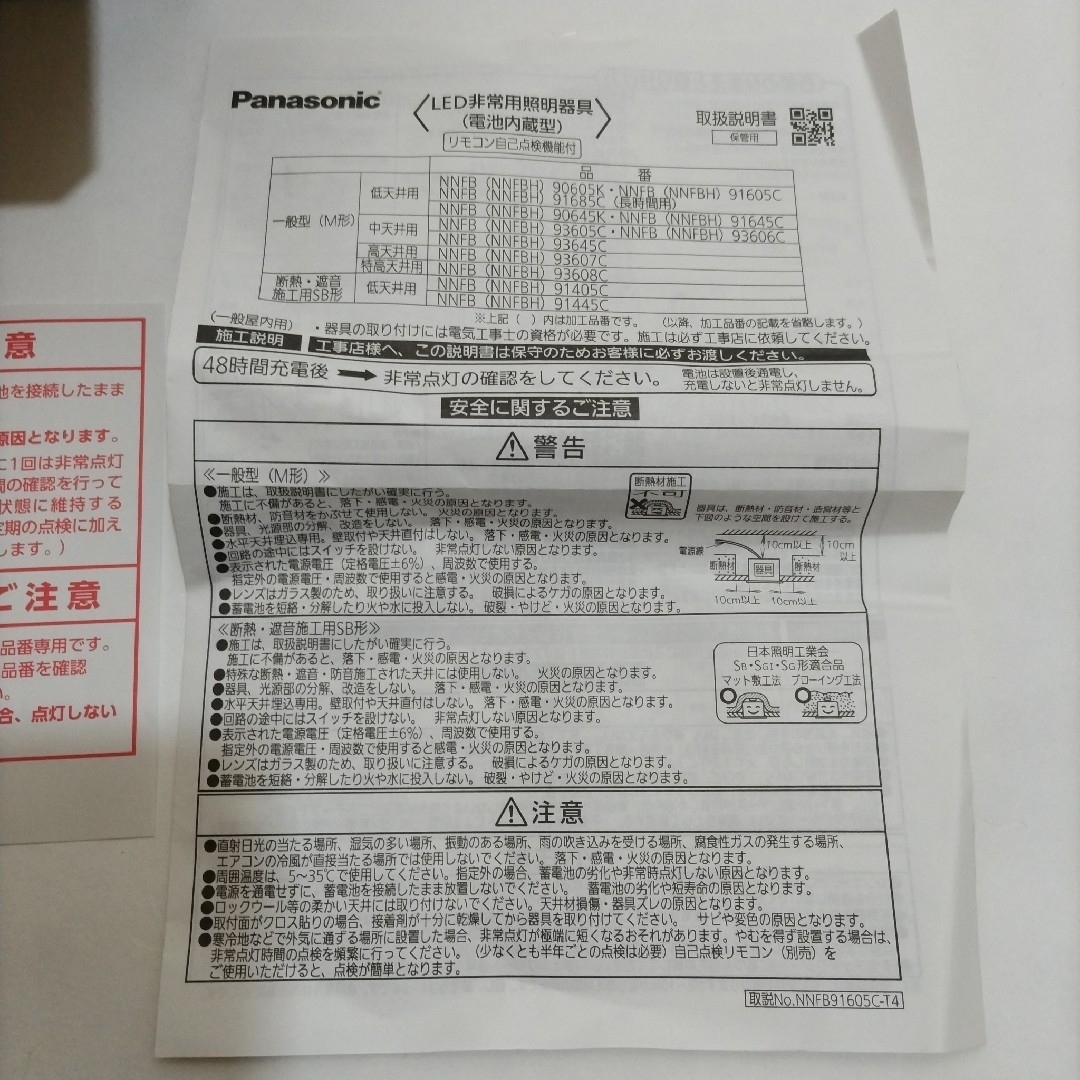 Panasonic
LED非常用照明器具
(電池内蔵型)
リモコン自己点検機能付
取扱説明書
保管用
品 番
一般型（M形）
低天井用
NNFB（NNFBH）90605K・NNFB（NNFBH）91605C
NNFB（NNFBH）91685C（長時間用）
NNFB（NNFBH）90645K・NNFB（NNFBH）91645C
中天井用
NNFB（NNFBH）93605C・NNFB（NNFBH）93606C
NNFB（NNFBH）93645C
高天井用
NNFB（NNFBH）93607C
特高天井用
NNFB（NNFBH）93608C
断熱・遮音
施工用SB形
低天井用
NNFB（NNFBH）91405C
NNFB（NNFBH）91445C
※上記（ ）内は加工品番です。 （以降、加工品番の記載を省略します。）
(一般屋内用)
・器具の取り付けには電気工事士の資格が必要です。施工は必ず工事店に依頼してください。
施工説明
工事店様へ、この説明書は保守のためお客様に必ずお渡しください。
48時間充電後 → 非常点灯の確認をしてください。
電池は設置後通電し、
充電しないと非常点灯しません。
安全に関するご注意
警告
≪一般型（M形）≫
●施工は、取扱説明書にしたがい確実に行う。
施工に不備があると、落下・感電・火災の原因となります。
●断熱材、防音材をかぶせて使用しない。火災の原因となります。
●器具、光源部の分解、改造をしない。 落下・感電・火災の原因となります。
●水平天井埋込専用。壁取付や天井直付はしない。落下・感電・火災の原因となります。
●回路の途中にはスイッチを設けない。 非常点灯しない原因となります。
●表示された電源電圧（定格電圧±6%）、周波数で使用する。
指定外の電源電圧・周波数で使用すると感電・火災の原因となります。
●レンズはガラス製のため、取り扱いに注意する。 破損によるケガの原因となります。
●蓄電池を短絡・分解したり火や水に投入しない。破裂・やけど・火災の原因となります。
断熱材施工
不可
器具は、断熱材・防音材・造営材等と
下図のような空間を設けて施工する。
電源線
10cm以上
10cm
以上
断熱材
器具
断熱材
10cm以上 10cm以上
≪断熱・遮音施工用SB形≫
●施工は、取扱説明書にしたがい確実に行う。
施工に不備があると、落下・感電・火災の原因となります。
●特殊な断熱・遮音・防音施工された天井には使用しない。 火災の原因となります。
●器具、光源部の分解、改造をしない。 落下・感電・火災の原因となります。
●水平天井埋込専用。壁取付や天井直付はしない。落下・感電・火災の原因となります。
●回路の途中にはスイッチを設けない。 非常点灯しない原因となります。
●表示された電源電圧（定格電圧±6%）、周波数で使用する。
指定外の電源電圧・周波数で使用すると感電・火災の原因となります。
●レンズはガラス製のため、取り扱いに注意する。 破損によるケガの原因となります。
●蓄電池を短絡・分解したり火や水に投入しない。破裂・やけど・火災の原因となります。
日本照明工業会
SB・SGI・SG形適合品
マット敷工法 ブローイング工法
注意
●直射日光の当たる場所、湿気の多い場所、振動のある場所、雨の吹き込みを受ける場所、腐食性ガスの発生する場所、
エアコンの冷風が直接当たる場所では使用しないでください。落下・感電・火災の原因となります。
●周囲温度は、5~35℃で使用してください。指定外の場合、蓄電池の劣化や非常時点灯しない原因となります。
●電源を通電せずに、蓄電池を接続したまま放置しないでください。 蓄電池の劣化や短寿命の原因となります。
●ロックウール等の柔かい天井には取り付けないでください。天井材損傷・器具ズレの原因となります。
●取付面がクロス貼りの場合、接着剤が十分に乾燥してから器具を取り付けてください。 サビや変色の原因となります。
●寒冷地などで外気に通する場所に設置した場合、非常点灯が極端に短くなるおそれがあります。やむを得ず設置する場合は、
非常点灯時間の点検を頻繁に行ってください。（少なくとも半年ごとの点検は必要）自己点検リモコン（別売）を
ご使用いただけると、点検が簡単となります。
取説No.NNFB91605C-T4
意
池を接続したまま
原因となります。
に1回は非常点灯
間の確認を行って
状態に維持する
定期の点検に加え
します。）
ご注意
品番専用です。
品番を確認
い。
合、点灯しない